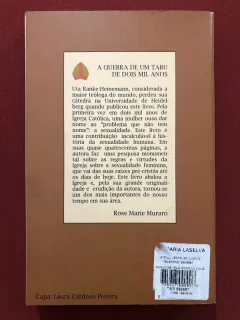 A QUEBRA DE UM TABU
DE DOIS MIL ANOS
Uta Ranke-Heinemann, considerada a
maior teóloga do mundo, perdeu sua
cátedra na Universidade de Heidel-
berg quando publicou este livro. Pela
primeira vez em dois mil anos de
Igreja Católica, uma mulher ousa dar
nome ao "problema que não tem
nome": a sexualidade. Este livro é
uma contribuição incalculável à his-
tória da sexualidade humana. Em
suas quase quatrocentas páginas, a
autora faz uma pesquisa monumen-
tal sobre as regras e virtudes da
Igreja sobre a sexualidade feminina,
que vai das suas raízes pré-cristãs até
os dias de hoje. Este livro abalou a
Igreja e, pela sua grande originalidade
e erudição da autora, tornou-se um
dos mais importantes do nosso
tempo em sua área.
Rose Marie Muraro
Capa: Laura Cardoso Pereira
ARIA LASELVA